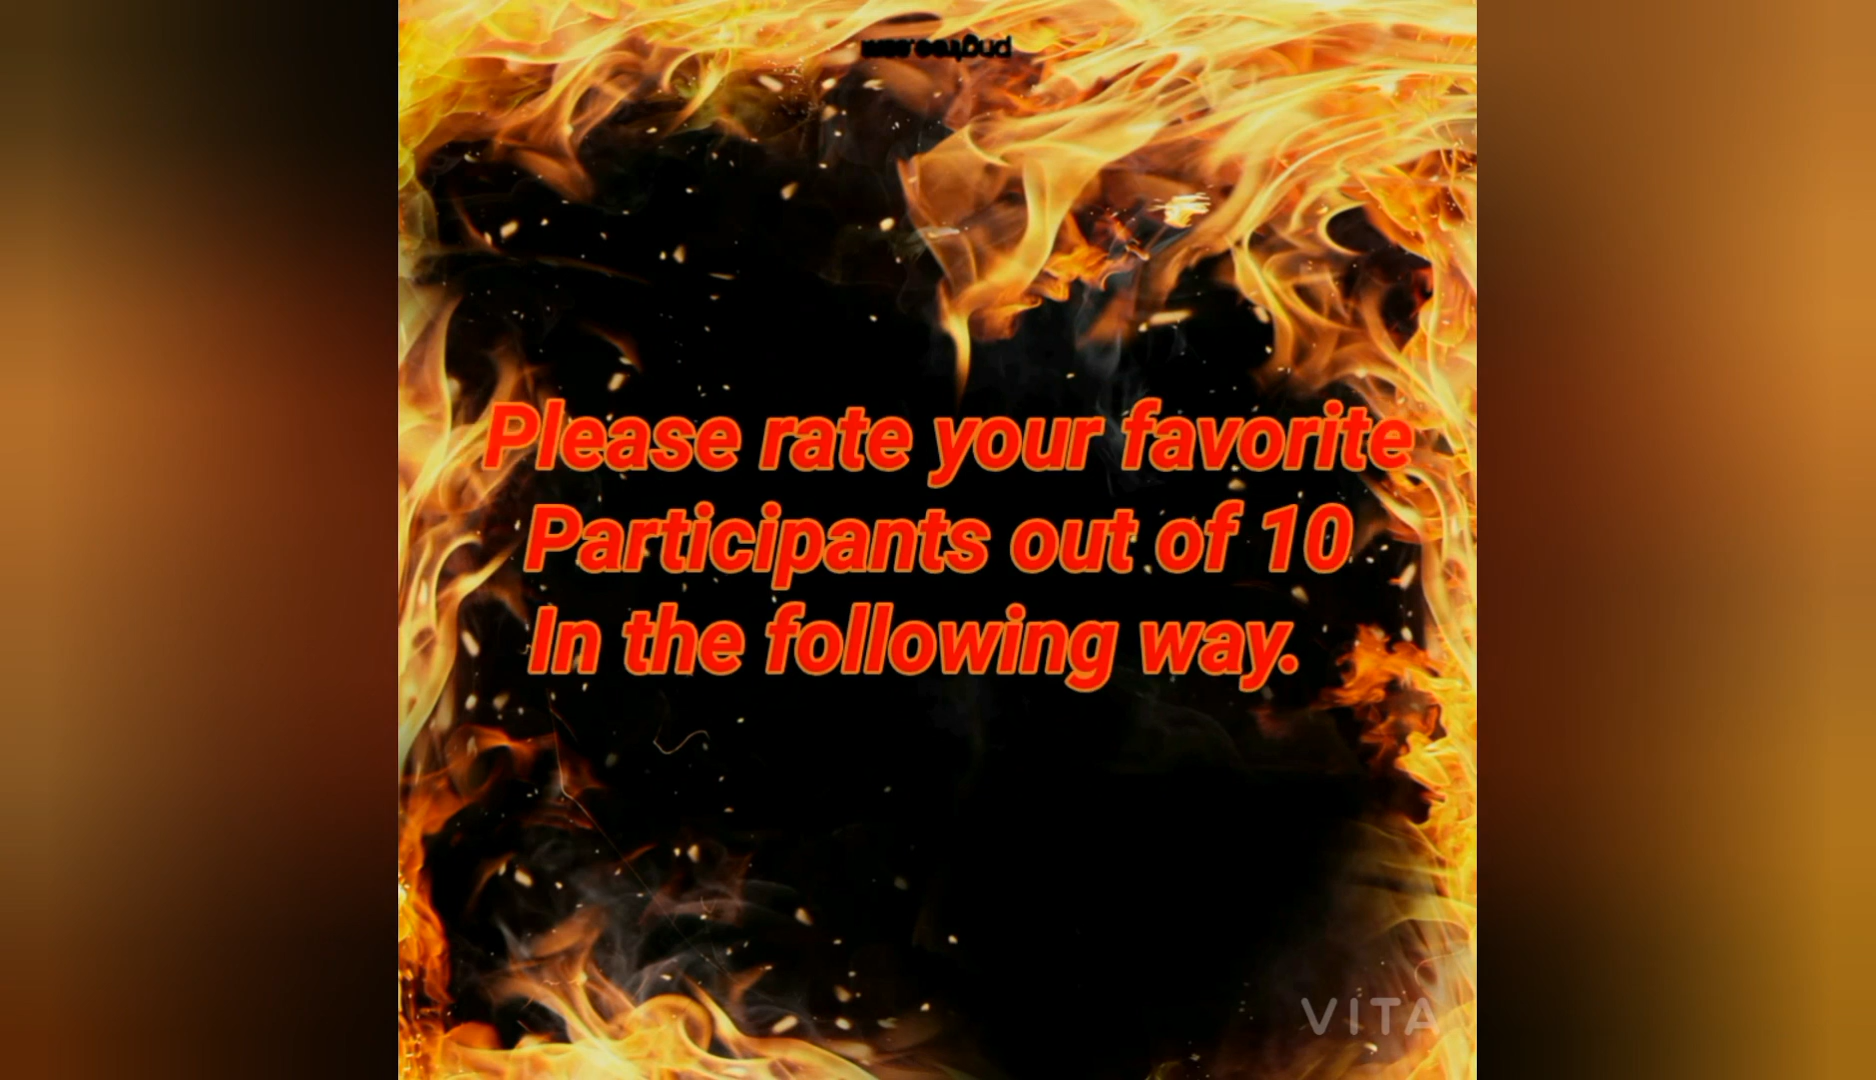 Please rate your favorite
Participants out of 10
In the following way.
VITA